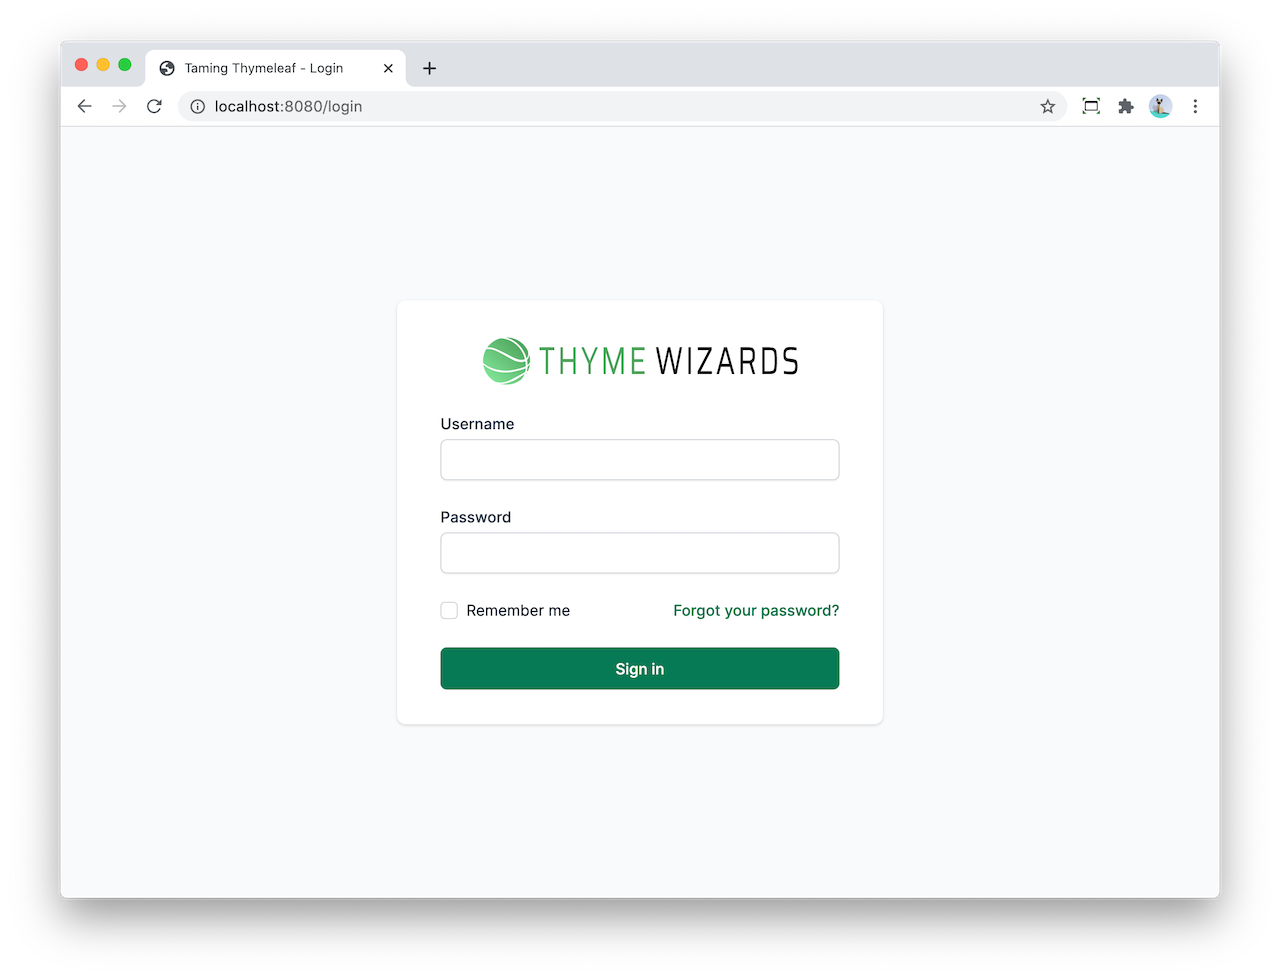 Taming Thymeleaf - Login
localhost:8080/login
THYME WIZARDS
Username
Password
Remember me
Forgot your password?
Sign in